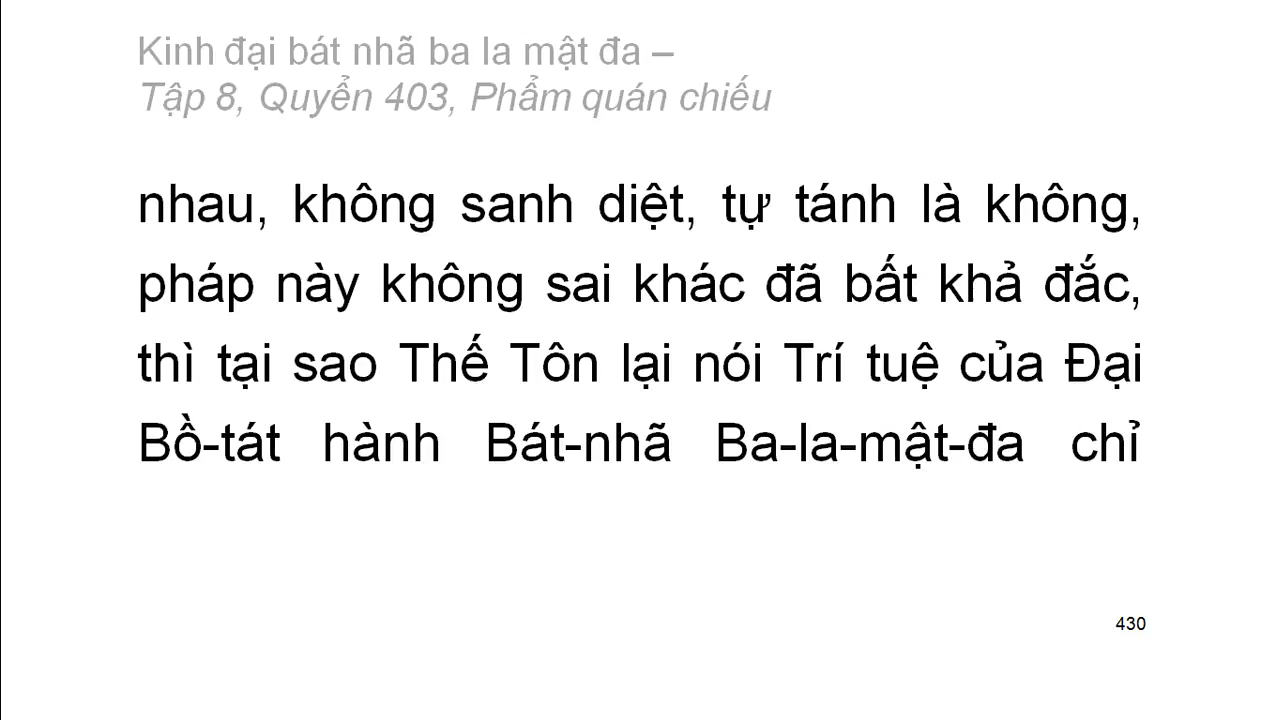 Kinh đại bát nhã ba la mật đa –
Tập 8, Quyển 403, Phẩm quán chiếu
nhau, không sanh diệt, tự tánh là không,
pháp này không sai khác đã bất khả đắc,
thì tại sao Thế Tôn lại nói Trí tuệ của Đại
Bồ-tát hành Bát-nhã Ba-la-mật-đa chỉ
430